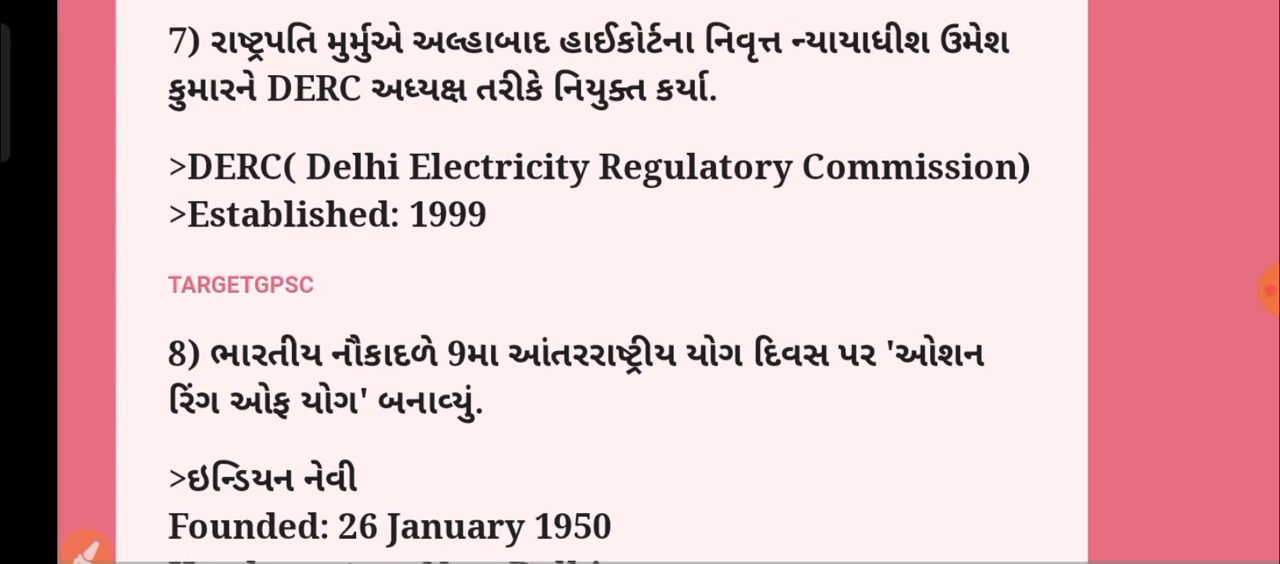 7) રાષ્ટ્રપતિ મુર્મુએ અલ્હાબાદ હાઈકોર્ટના નિવૃત્ત ન્યાયાધીશ ઉમેશ
કુમારને DERC અધ્યક્ષ તરીકે નિયુક્ત કર્યા.
>DERC( Delhi Electricity Regulatory Commission)
>Established: 1999
TARGETGPSC
8) ભારતીય નૌકાદળે 9મા આંતરરાષ્ટ્રીય યોગ દિવસ પર 'ઓશન
રિંગ ઓફ યોગ' બનાવ્યું.
>ઇન્ડિયન નેવી
Founded: 26 January 1950